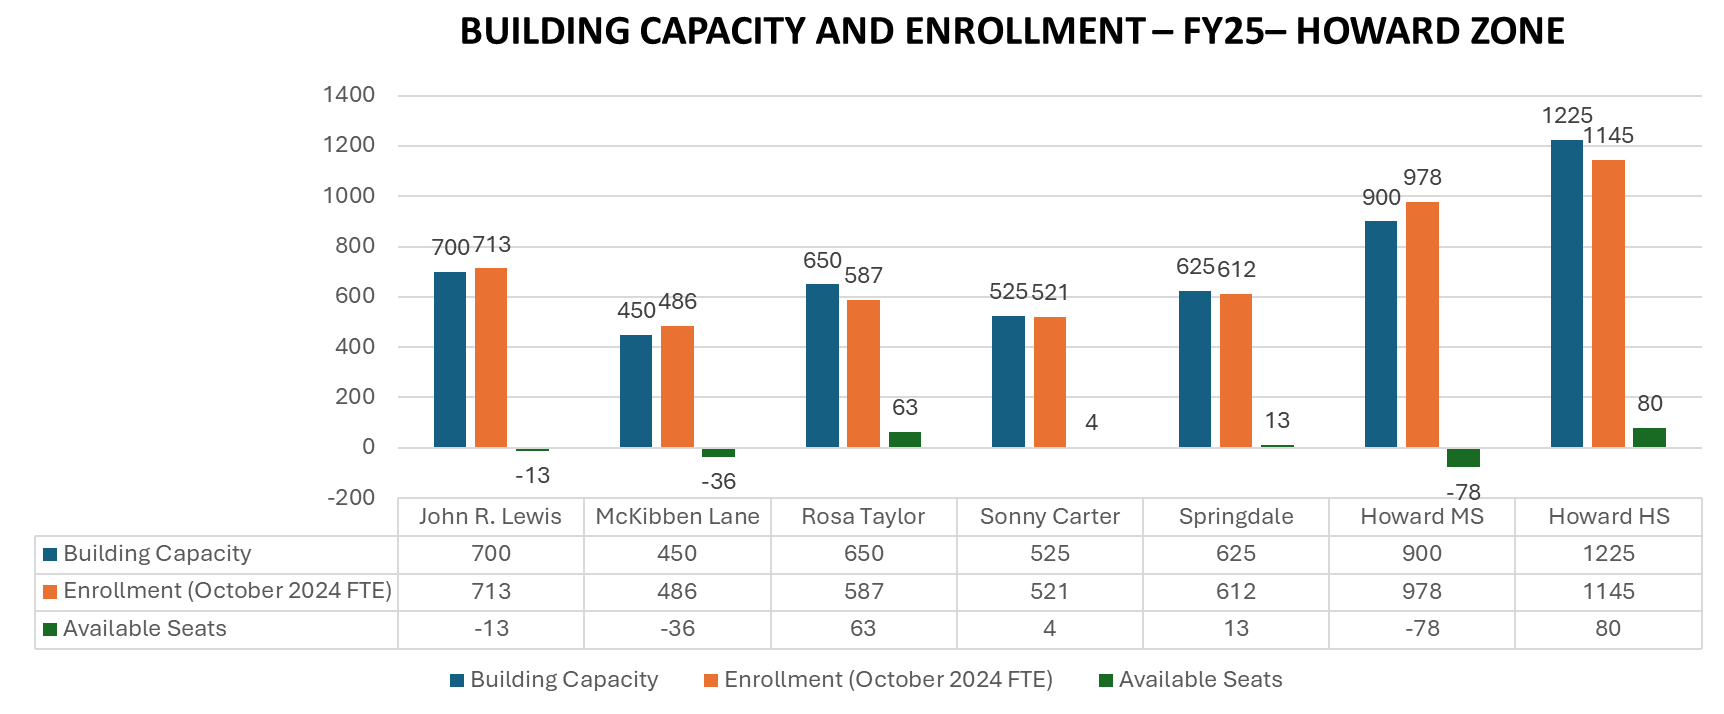 BUILDING CAPACITY AND ENROLLMENT – FY25– HOWARD ZONE
1400
1200
1000
800
600
400
200
0
-200
700 713 -13
450 486 -36
650 587 63
525 521 4
625 612 13
900 978 -78
1225 1145 80
John R. Lewis McKibben Lane Rosa Taylor Sonny Carter Springdale Howard MS Howard HS
Building Capacity 700 450 650 525 625 900 1225
Enrollment (October 2024 FTE) 713 486 587 521 612 978 1145
Available Seats -13 -36 63 4 13 -78 80
Building Capacity Enrollment (October 2024 FTE) Available Seats